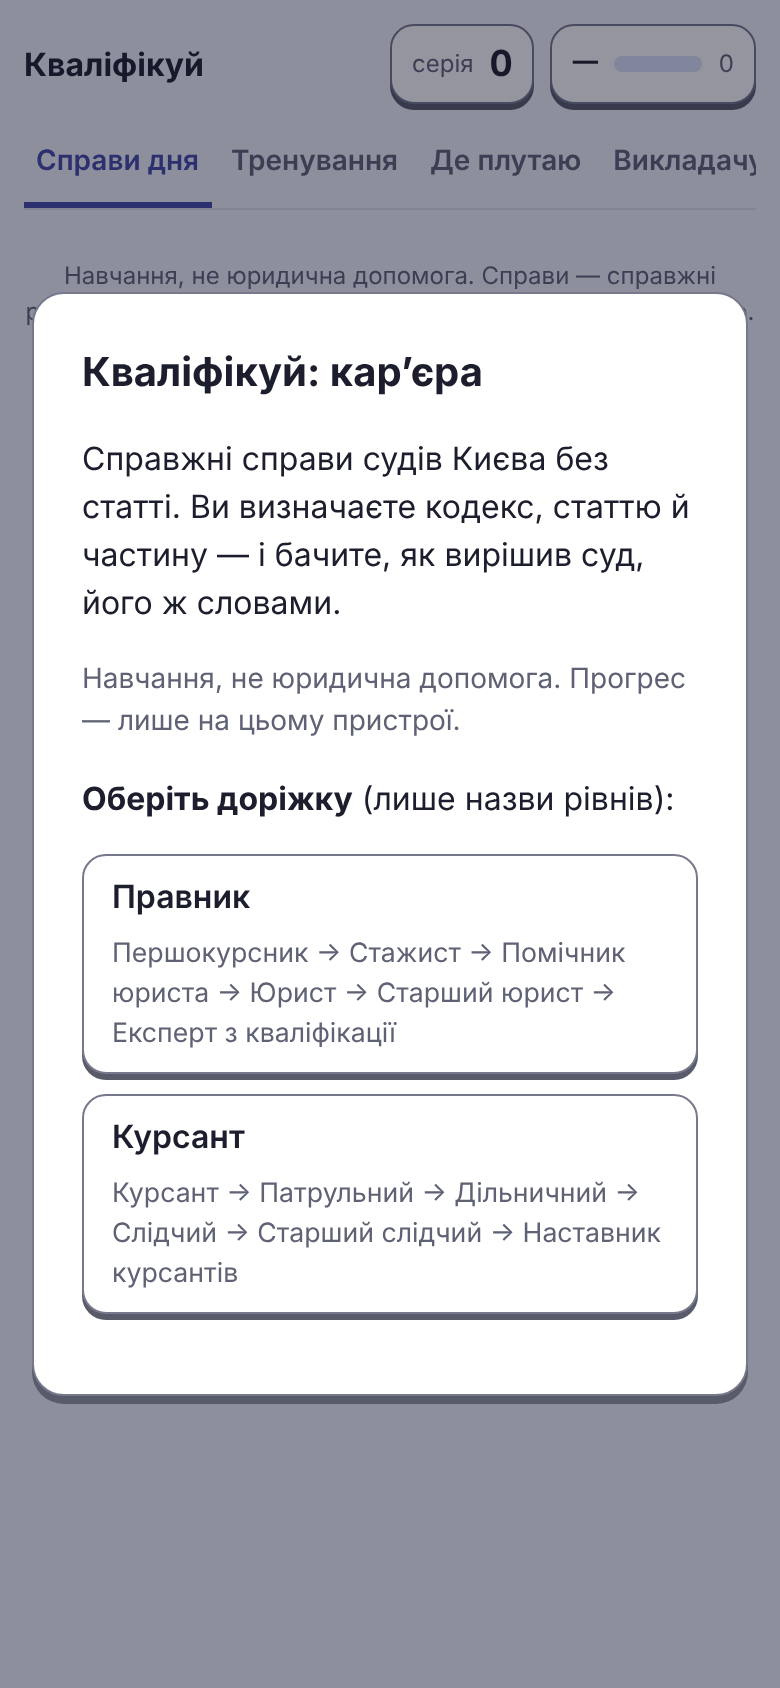 Кваліфікуй
серія 0
— 0
Справи дня Тренування Де плутаю Викладачу
Навчання, не юридична допомога. Справи — справжні
Кваліфікуй: кар’єра
Справжні справи судів Києва без
статті. Ви визначаєте кодекс, статтю й
частину — і бачите, як вирішив суд,
його ж словами.
Навчання, не юридична допомога. Прогрес
— лише на цьому пристрої.
Оберіть доріжку (лише назви рівнів):
Правник
Першокурсник → Стажист → Помічник
юриста → Юрист → Старший юрист →
Експерт з кваліфікації
Курсант
Курсант → Патрульний → Дільничний →
Слідчий → Старший слідчий → Наставник
курсантів